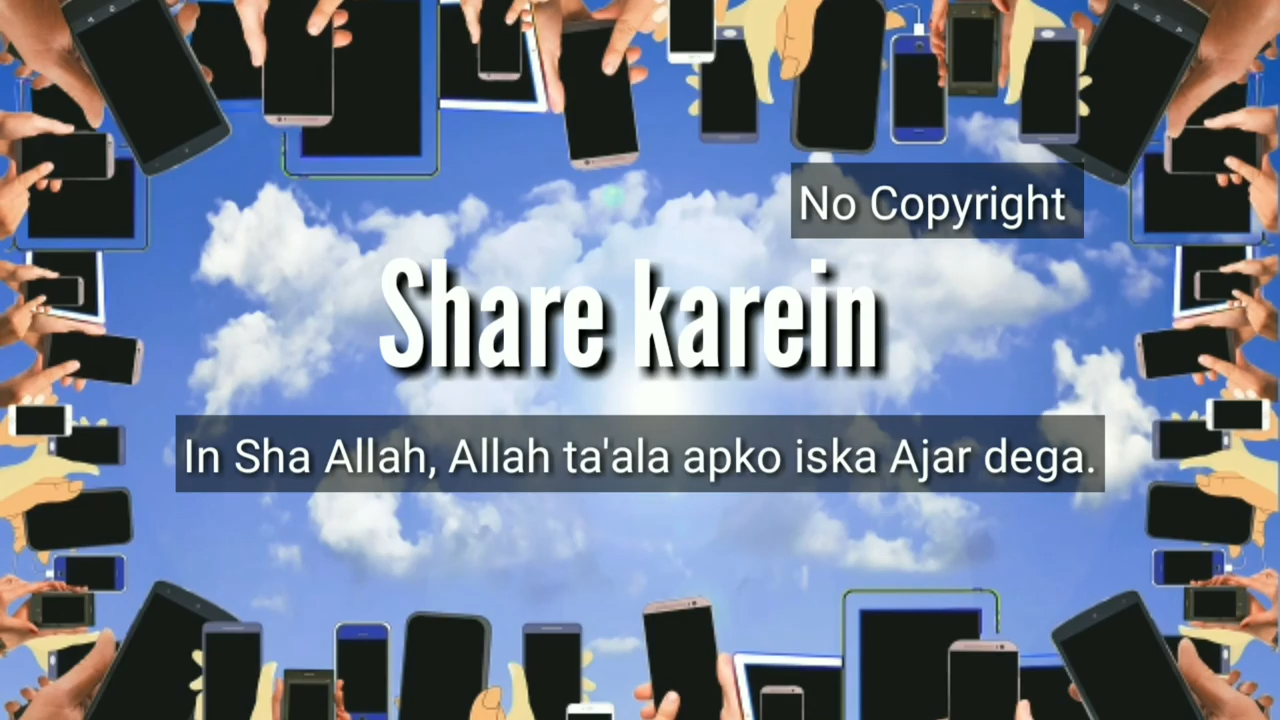 No Copyright
Share karein
In Sha Allah, Allah ta'ala apko iska Ajar dega.